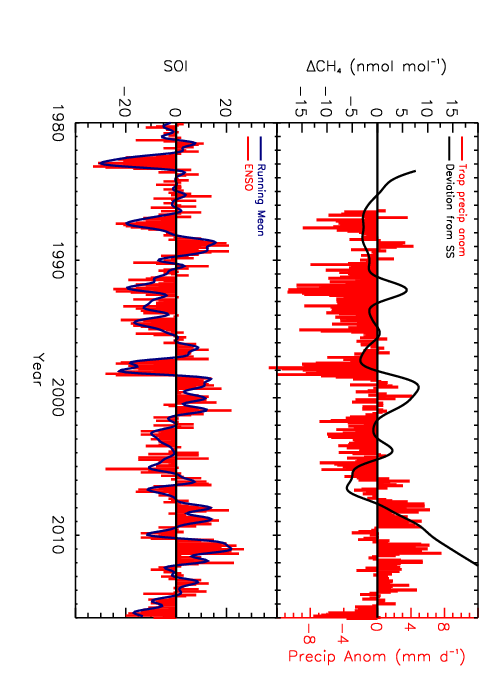 ΔCH₄ (nmol mol⁻¹)
−15 −10 −5 0 5 10 15
Trop precip anom
Deviation from SS
−8 −4 0 4 8
Precip Anom (mm d⁻¹)
SOI
−20 0 20
Running Mean
ENSO
1980 1990 2000 2010
Year